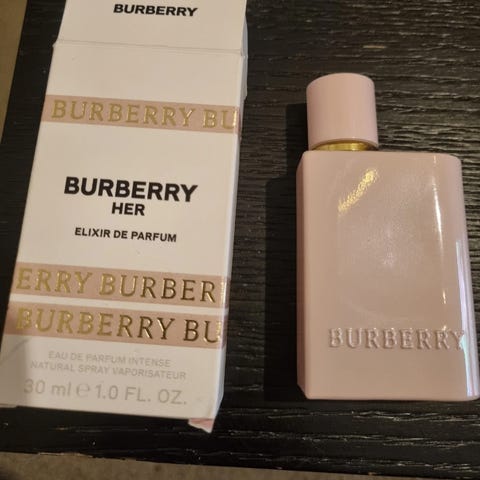 BURBERRY
BURBERRY BU
BURBERRY
HER
ELIXIR DE PARFUM
ERRY BURBER
BURBERRY BU
EAU DE PARFUM INTENSE
NATURAL SPRAY VAPORISATEUR
30 ml e 1.0 FL. OZ.
BURBERRY